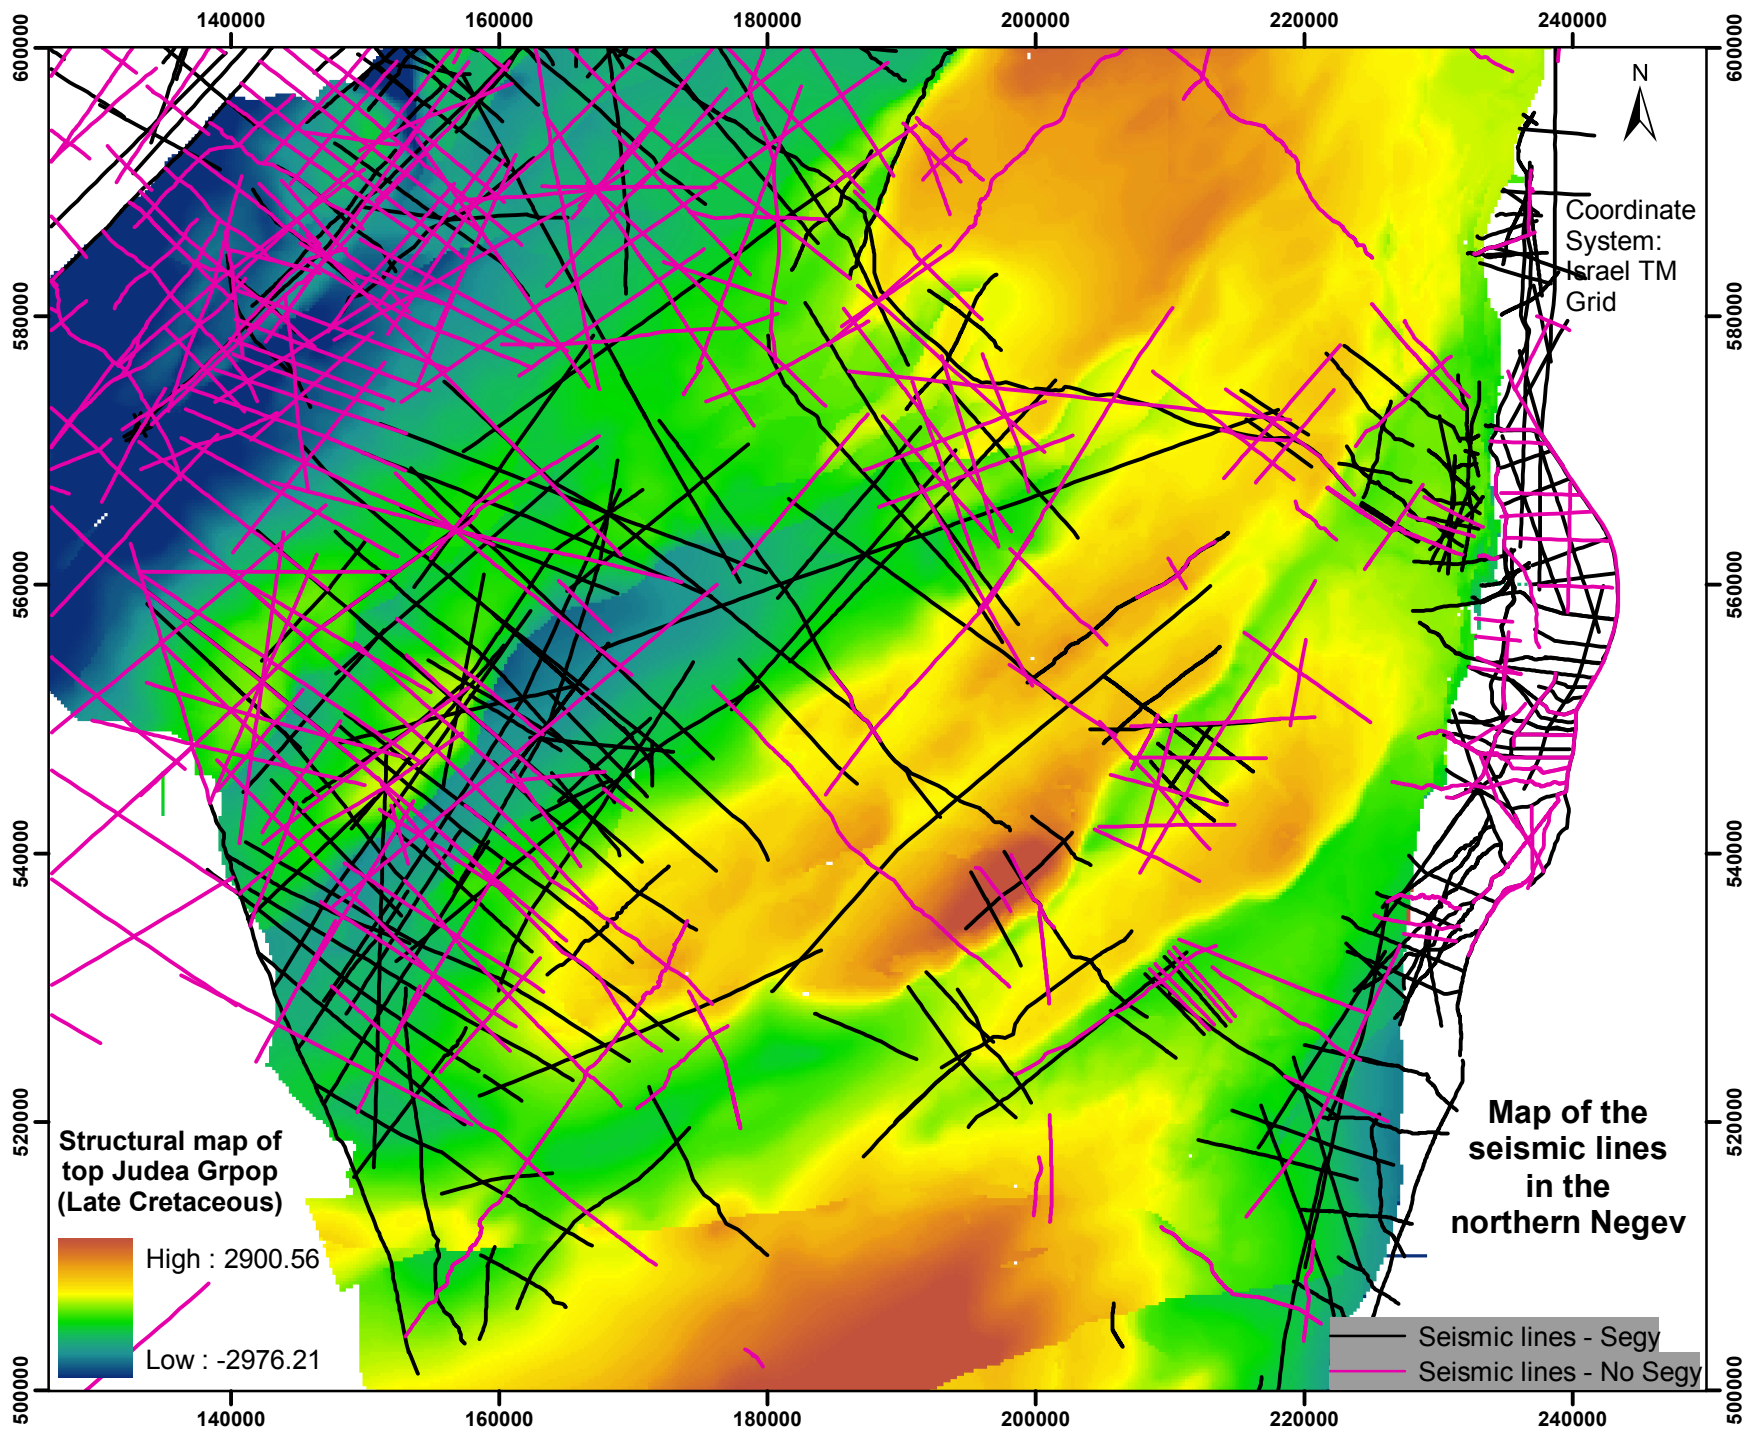 140000 160000 180000 200000 220000 240000
600000 600000
N
Coordinate
System:
Israel TM
Grid
580000 580000
560000 560000
540000 540000
520000 520000
Structural map of
top Judea Grpop
(Late Cretaceous)
High : 2900.56
Low : -2976.21
Map of the
seismic lines
in the
northern Negev
Seismic lines - Segy
Seismic lines - No Segy
500000 500000
140000 160000 180000 200000 220000 240000